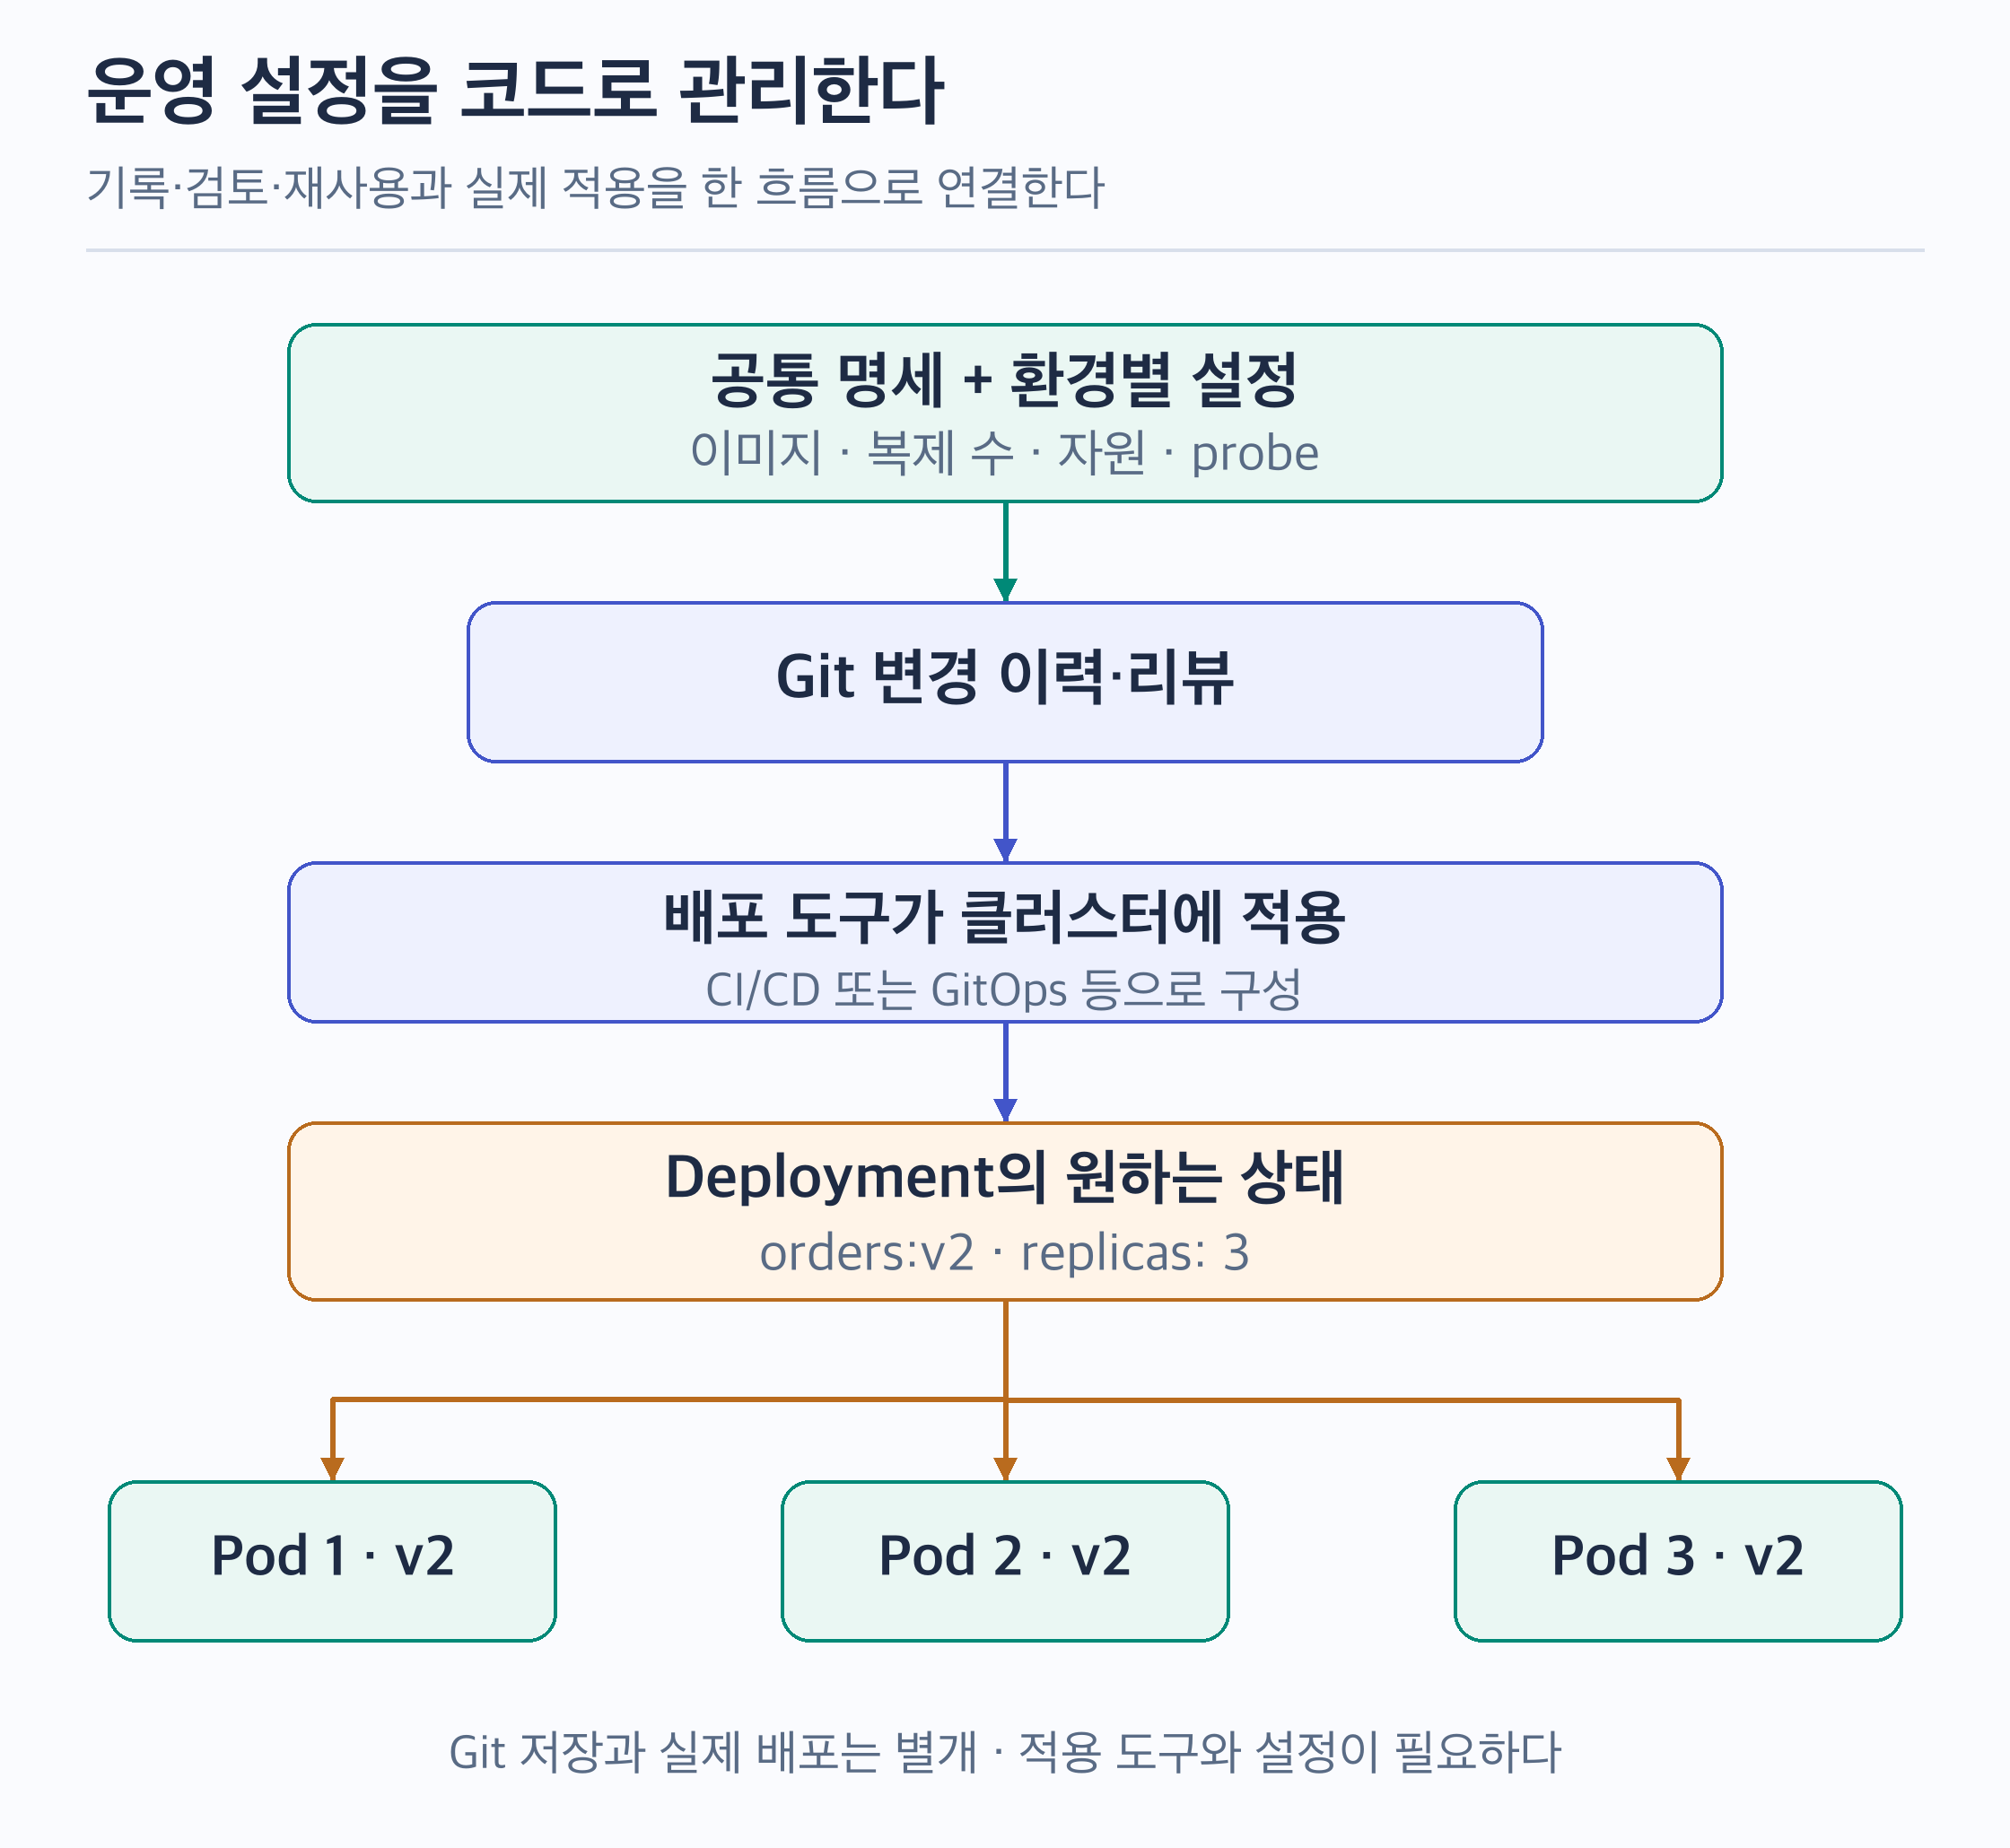 운영 설정을 코드로 관리한다
기록·검토·재사용과 실제 적용을 한 흐름으로 연결한다
공통 명세 + 환경별 설정
이미지 · 복제 수 · 자원 · probe
Git 변경 이력·리뷰
배포 도구가 클러스터에 적용
CI/CD 또는 GitOps 등으로 구성
Deployment의 원하는 상태
orders:v2 · replicas: 3
Pod 1 · v2
Pod 2 · v2
Pod 3 · v2
Git 저장과 실제 배포는 별개 · 적용 도구와 설정이 필요하다